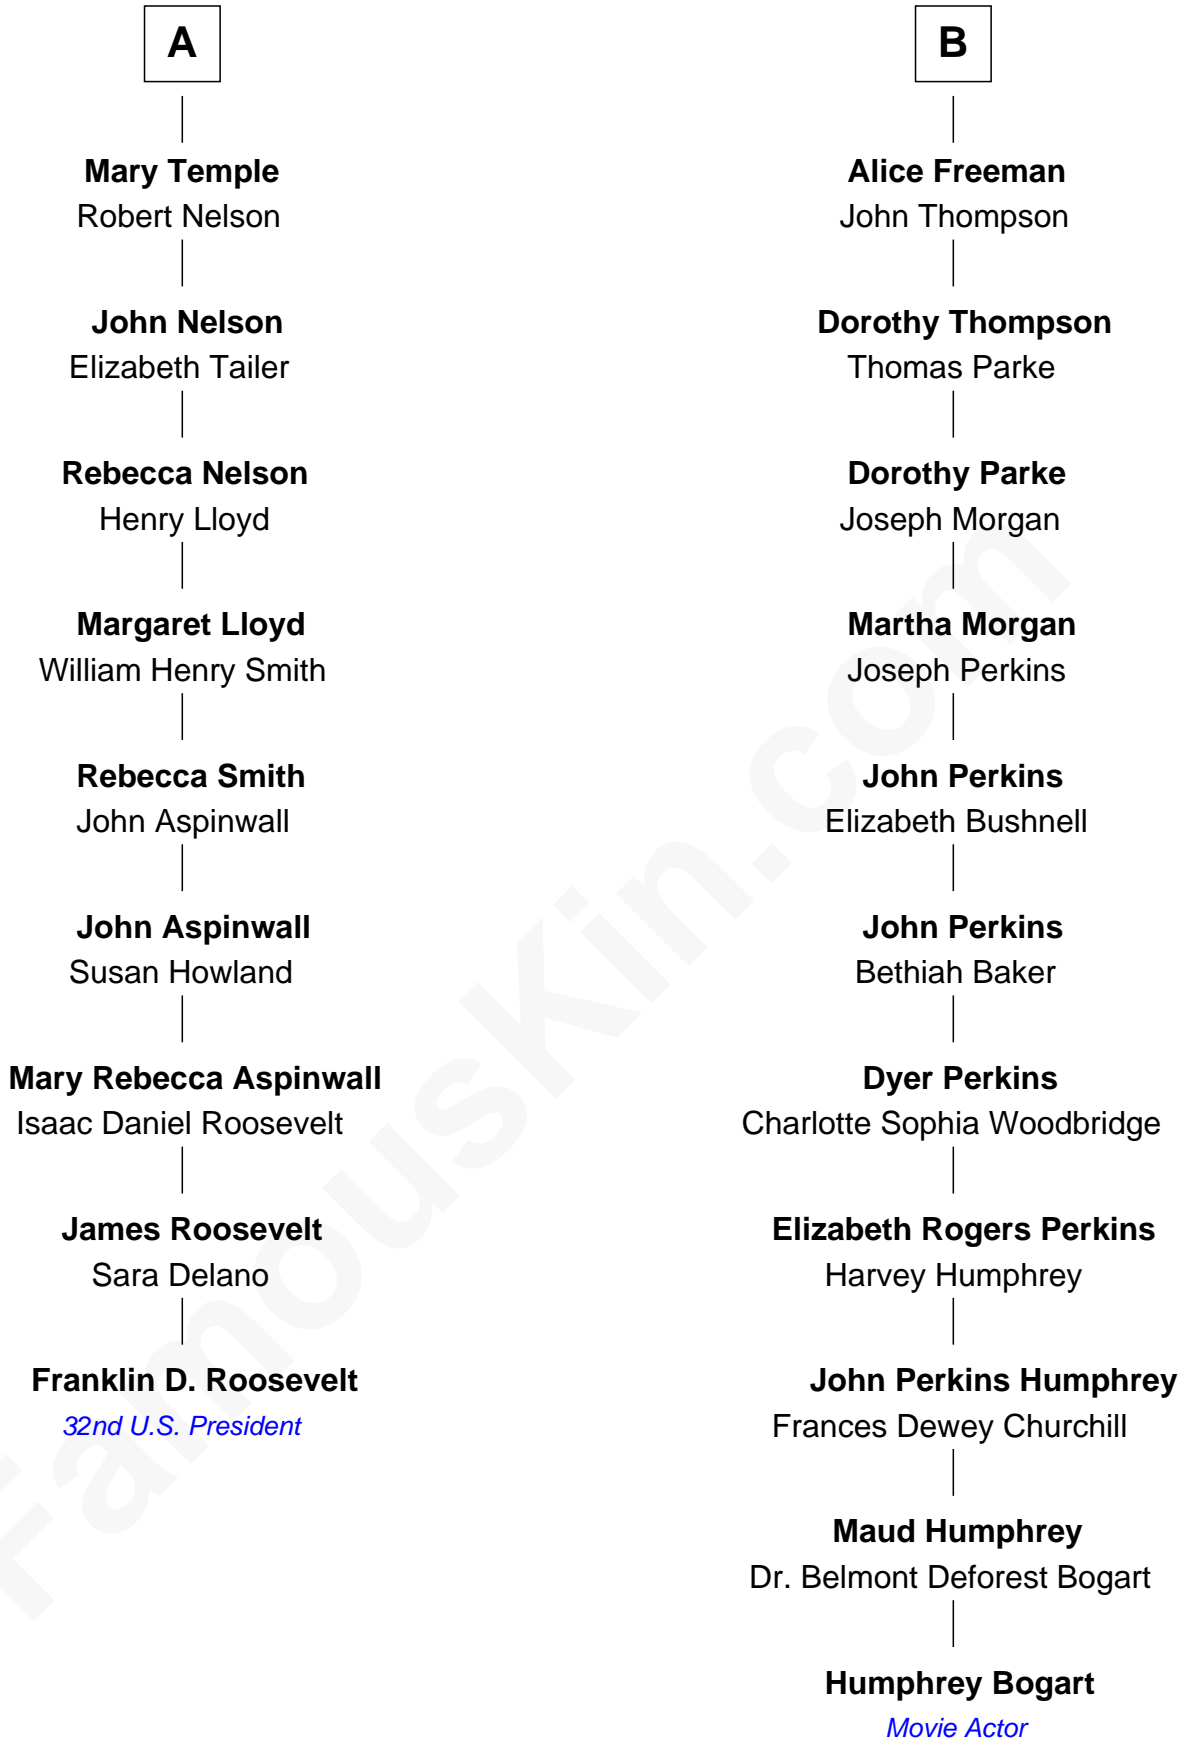 A
Mary Temple
Robert Nelson
John Nelson
Elizabeth Tailer
Rebecca Nelson
Henry Lloyd
Margaret Lloyd
William Henry Smith
Rebecca Smith
John Aspinwall
John Aspinwall
Susan Howland
Mary Rebecca Aspinwall
Isaac Daniel Roosevelt
James Roosevelt
Sara Delano
Franklin D. Roosevelt
32nd U.S. President
B
Alice Freeman
John Thompson
Dorothy Thompson
Thomas Parke
Dorothy Parke
Joseph Morgan
Martha Morgan
Joseph Perkins
John Perkins
Elizabeth Bushnell
John Perkins
Bethiah Baker
Dyer Perkins
Charlotte Sophia Woodbridge
Elizabeth Rogers Perkins
Harvey Humphrey
John Perkins Humphrey
Frances Dewey Churchill
Maud Humphrey
Dr. Belmont Deforest Bogart
Humphrey Bogart
Movie Actor
FamousKin.com